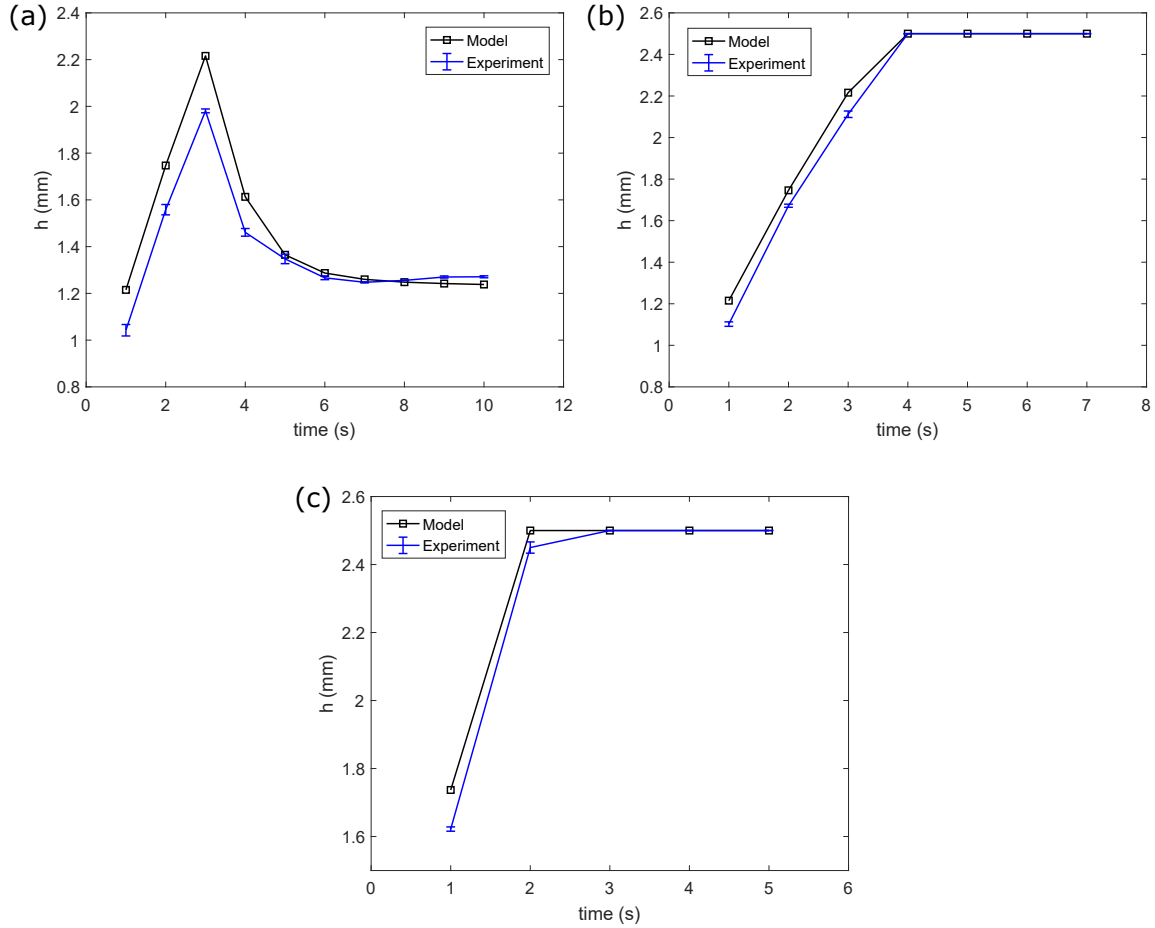 (a)
2.4
2.2
2
1.8
1.6
1.4
1.2
1
0.8
h (mm)
Model
Experiment
0 2 4 6 8 10 12
time (s)
(b)
2.6
2.4
2.2
2
1.8
1.6
1.4
1.2
1
0.8
h (mm)
Model
Experiment
0 1 2 3 4 5 6 7 8
time (s)
(c)
2.6
2.4
2.2
2
1.8
1.6
h (mm)
Model
Experiment
0 1 2 3 4 5 6
time (s)